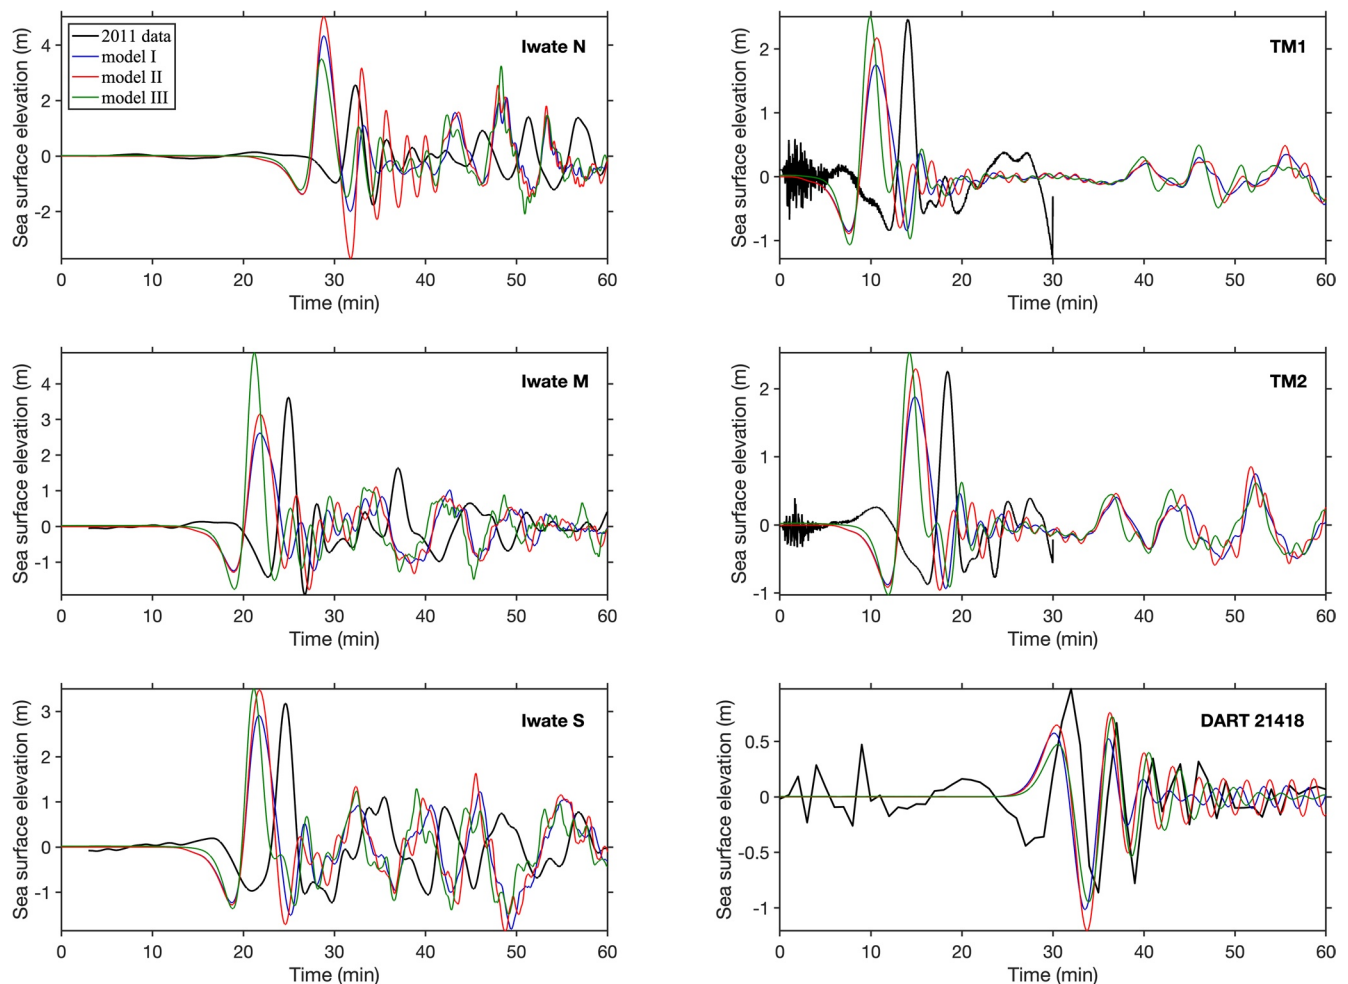 Iwate N
2011 data
model I
model II
model III
Sea surface elevation (m)
4
2
0
-2
0 10 20 30 40 50 60
Time (min)
TM1
Sea surface elevation (m)
2
1
0
-1
0 10 20 30 40 50 60
Time (min)
Iwate M
Sea surface elevation (m)
4
3
2
1
0
-1
0 10 20 30 40 50 60
Time (min)
TM2
Sea surface elevation (m)
2
1
0
-1
0 10 20 30 40 50 60
Time (min)
Iwate S
Sea surface elevation (m)
3
2
1
0
-1
0 10 20 30 40 50 60
Time (min)
DART 21418
Sea surface elevation (m)
0.5
0
-0.5
-1
0 10 20 30 40 50 60
Time (min)